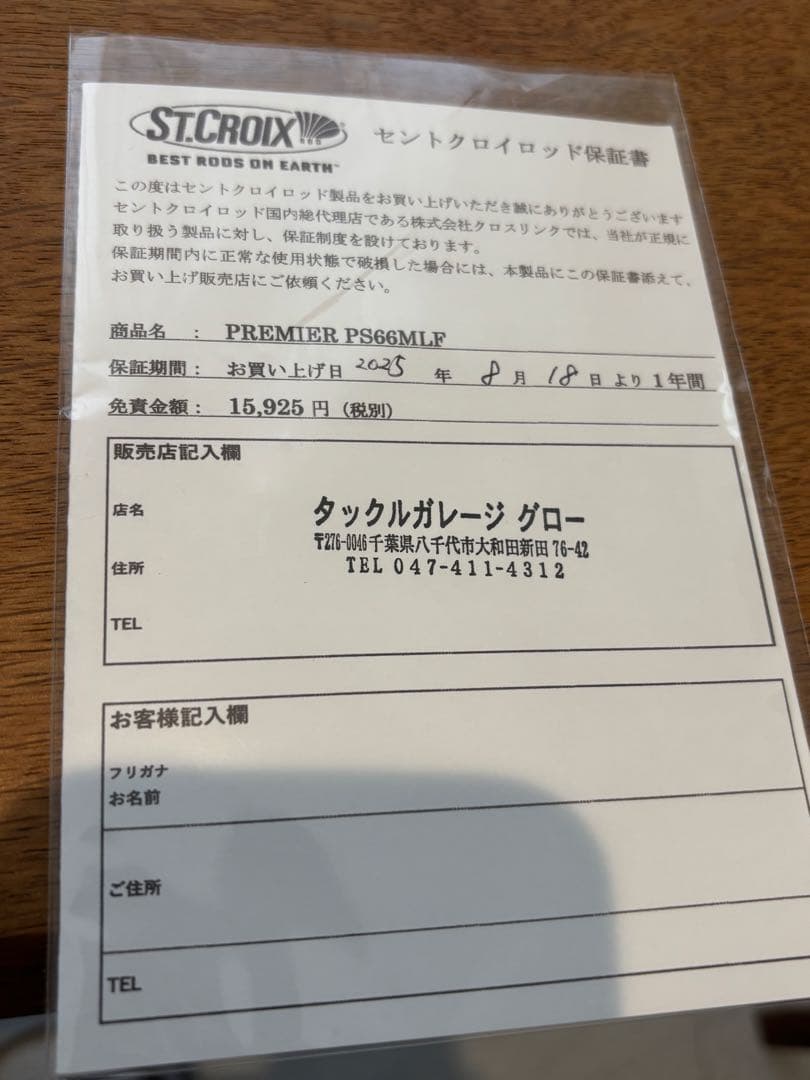 ST.CROIX
ROD
BEST RODS ON EARTH™
セントクロイロッド保証書
この度はセントクロイロッド製品をお買い上げいただき誠にありがとうございます
セントクロイロッド国内総代理店である株式会社クロスリンクでは、当社が正規に
取り扱う製品に対し、保証制度を設けております。
保証期間内に正常な使用状態で破損した場合には、本製品にこの保証書添えて、
お買い上げ販売店にご依頼ください。
商品名 : PREMIER PS66MLF
保証期間: お買い上げ日 2025 年 8 月 18 日 より 1 年間
免責金額: 15,925 円 (税別)
販売店記入欄
店名
タックルガレージ グロー
〒276-0046千葉県八千代市大和田新田76-42
住所
TEL 047-411-4312
TEL
お客様記入欄
フリガナ
お名前
ご住所
TEL